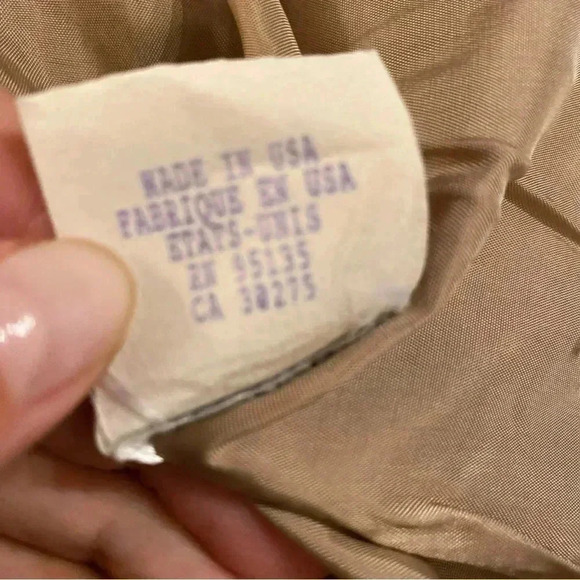 MADE IN USA
FABRIQUE EN USA
ETATS-UNIS
RN 95135
CA 30275